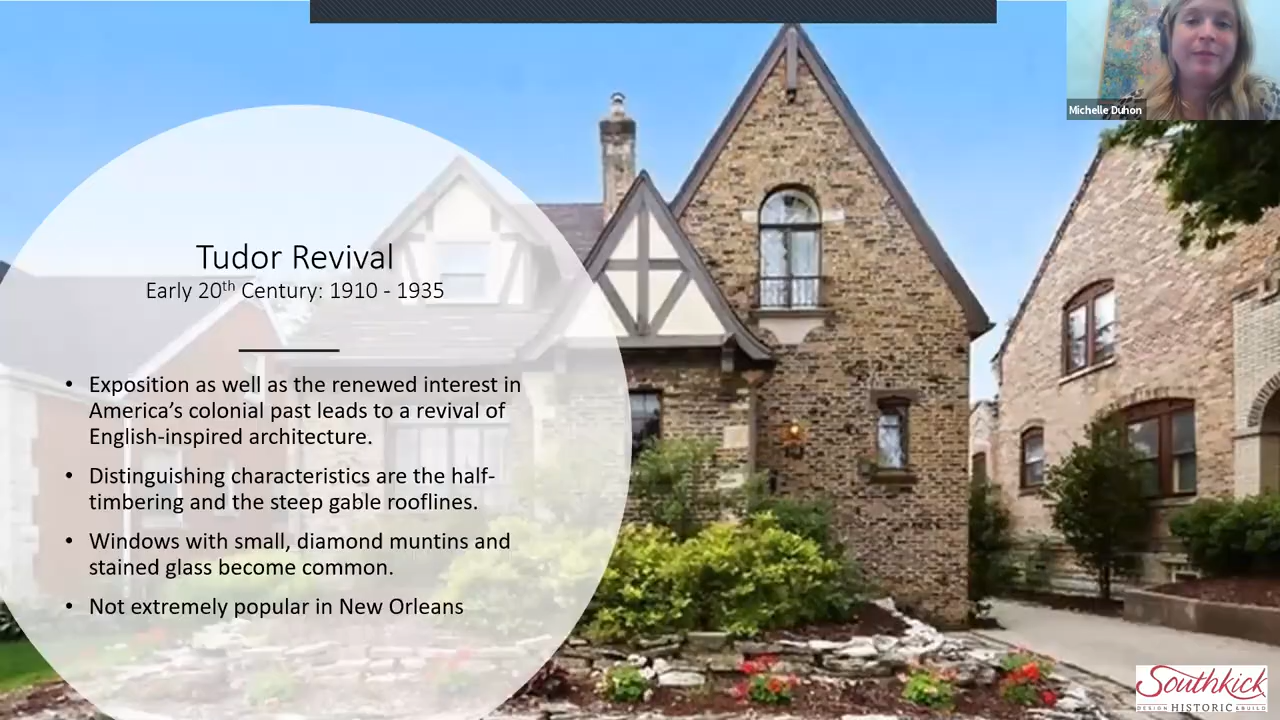 Michelle Duhon
Tudor Revival
Early 20th Century: 1910 - 1935
• Exposition as well as the renewed interest in
America's colonial past leads to a revival of
English-inspired architecture.
• Distinguishing characteristics are the half-
timbering and the steep gable rooflines.
• Windows with small, diamond muntins and
stained glass become common.
• Not extremely popular in New Orleans
Southkick
DESIGN HISTORIC & BUILD